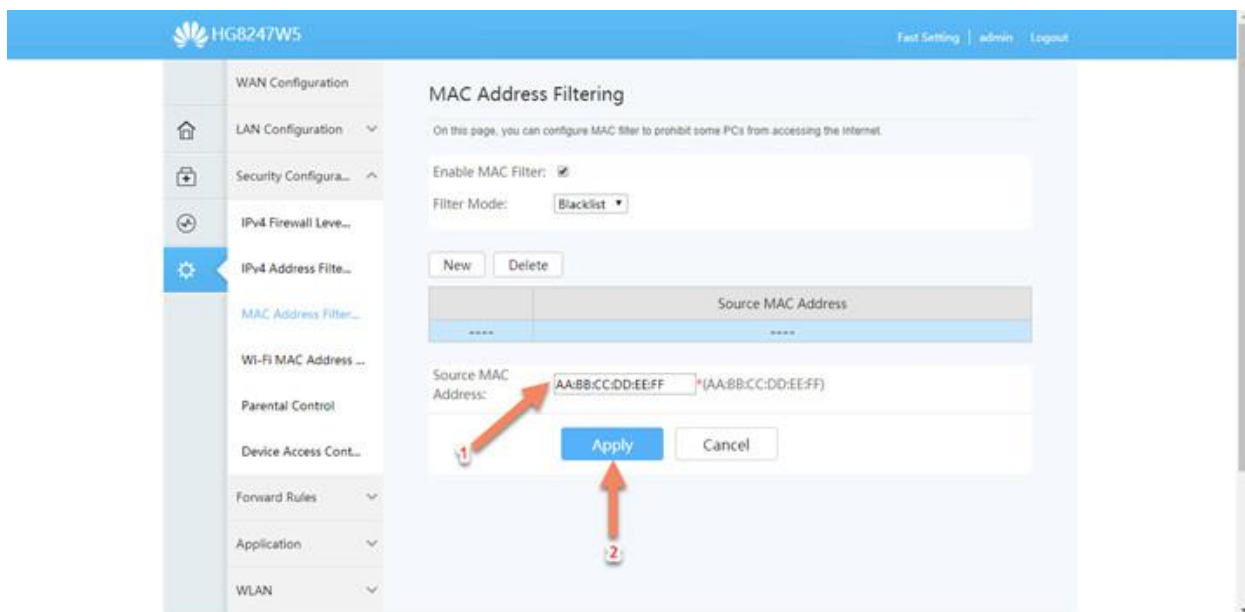 HG8247W5
Fast Setting | admin Logout
WAN Configuration
LAN Configuration
Security Configura...
IPv4 Firewall Leve...
IPv4 Address Filte...
MAC Address Filter...
Wi-Fi MAC Address ...
Parental Control
Device Access Cont...
Forward Rules
Application
WLAN
MAC Address Filtering
On this page, you can configure MAC filter to prohibit some PCs from accessing the Internet.
Enable MAC Filter:
Filter Mode: Blacklist
New Delete
Source MAC Address
---- ----
Source MAC
Address:
AA:BB:CC:DD:EE:FF *(AA:BB:CC:DD:EE:FF)
1
Apply Cancel
2